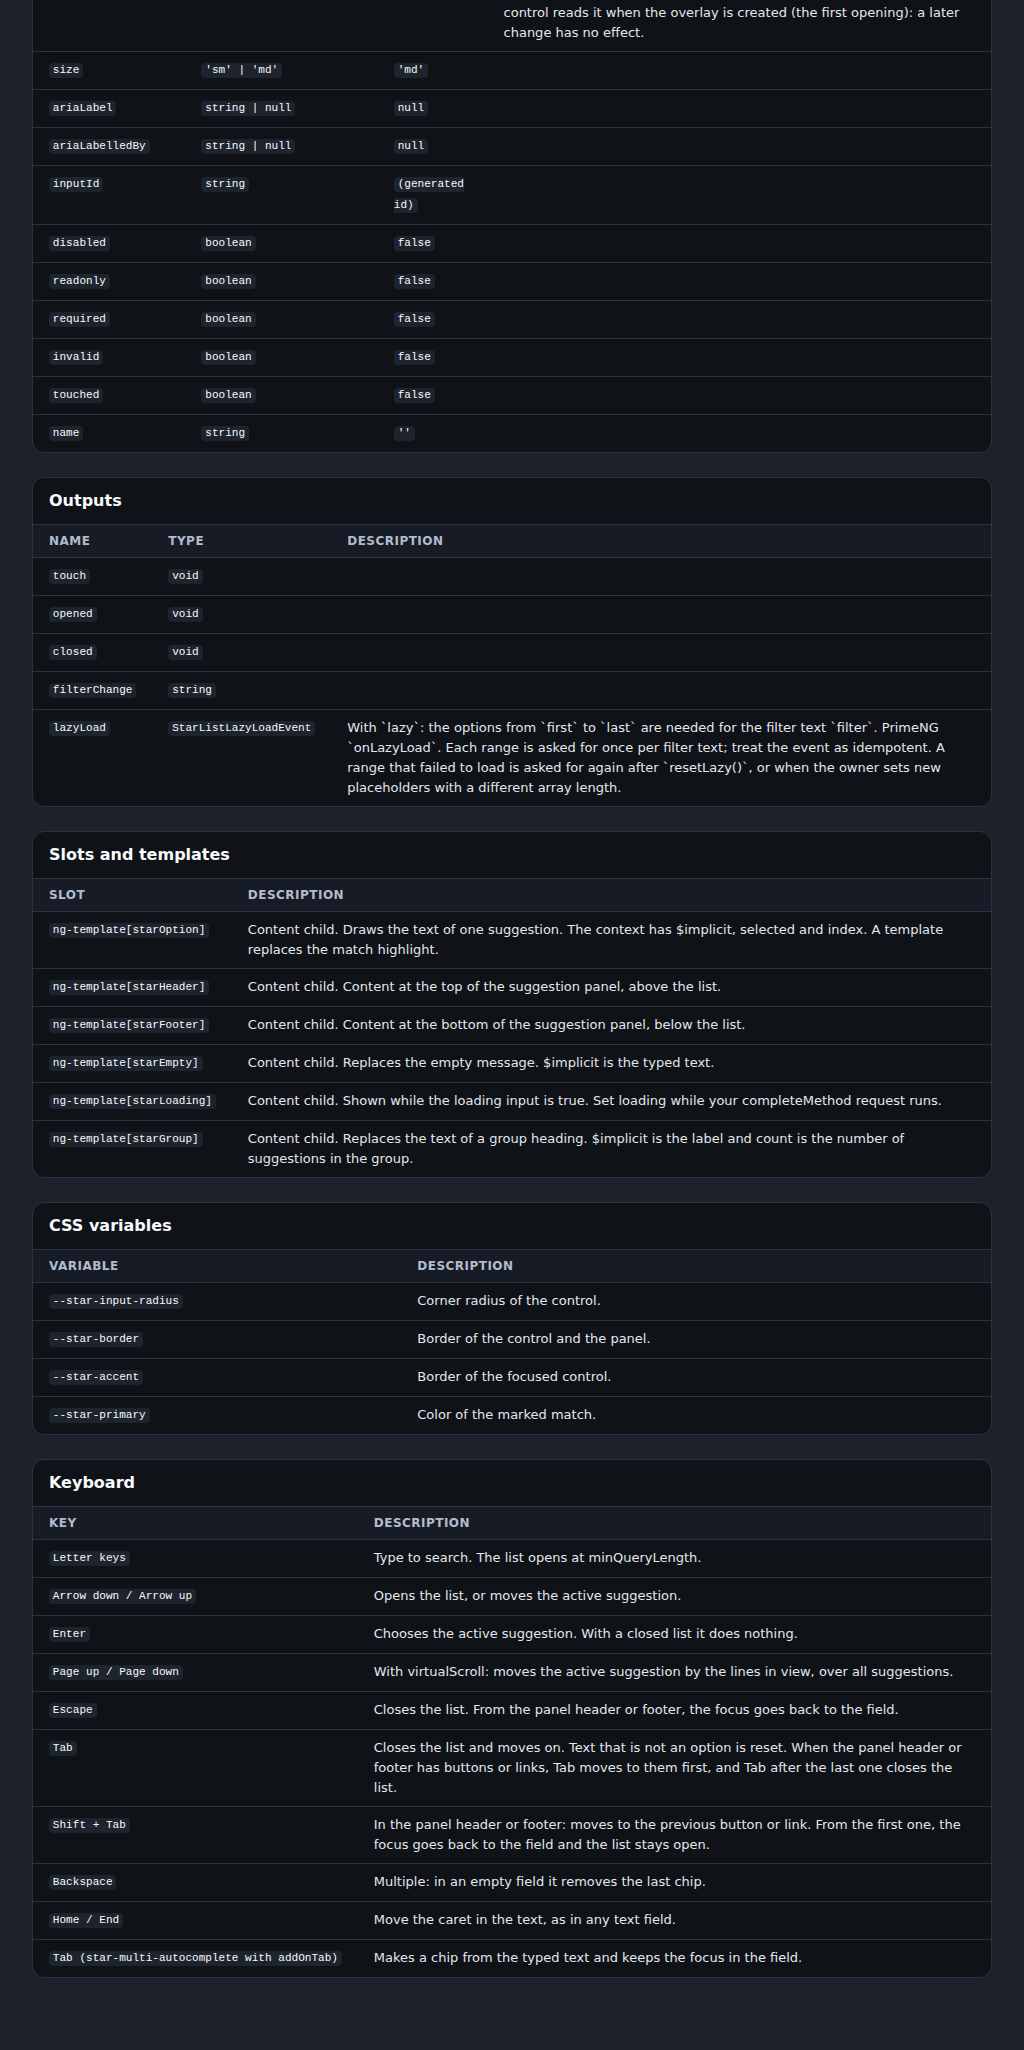 control reads it when the overlay is created (the first opening): a later
change has no effect.
size 'sm' | 'md' 'md'
ariaLabel string | null null
ariaLabelledBy string | null null
inputId string (generated
id)
disabled boolean false
readonly boolean false
required boolean false
invalid boolean false
touched boolean false
name string ''
Outputs
NAME TYPE DESCRIPTION
touch void
opened void
closed void
filterChange string
lazyLoad StarListLazyLoadEvent With `lazy`: the options from `first` to `last` are needed for the filter text `filter`. PrimeNG
`onLazyLoad`. Each range is asked for once per filter text; treat the event as idempotent. A
range that failed to load is asked for again after `resetLazy()`, or when the owner sets new
placeholders with a different array length.
Slots and templates
SLOT DESCRIPTION
ng-template[starOption] Content child. Draws the text of one suggestion. The context has $implicit, selected and index. A template
replaces the match highlight.
ng-template[starHeader] Content child. Content at the top of the suggestion panel, above the list.
ng-template[starFooter] Content child. Content at the bottom of the suggestion panel, below the list.
ng-template[starEmpty] Content child. Replaces the empty message. $implicit is the typed text.
ng-template[starLoading] Content child. Shown while the loading input is true. Set loading while your completeMethod request runs.
ng-template[starGroup] Content child. Replaces the text of a group heading. $implicit is the label and count is the number of
suggestions in the group.
CSS variables
VARIABLE DESCRIPTION
--star-input-radius Corner radius of the control.
--star-border Border of the control and the panel.
--star-accent Border of the focused control.
--star-primary Color of the marked match.
Keyboard
KEY DESCRIPTION
Letter keys Type to search. The list opens at minQueryLength.
Arrow down / Arrow up Opens the list, or moves the active suggestion.
Enter Chooses the active suggestion. With a closed list it does nothing.
Page up / Page down With virtualScroll: moves the active suggestion by the lines in view, over all suggestions.
Escape Closes the list. From the panel header or footer, the focus goes back to the field.
Tab Closes the list and moves on. Text that is not an option is reset. When the panel header or
footer has buttons or links, Tab moves to them first, and Tab after the last one closes the
list.
Shift + Tab In the panel header or footer: moves to the previous button or link. From the first one, the
focus goes back to the field and the list stays open.
Backspace Multiple: in an empty field it removes the last chip.
Home / End Move the caret in the text, as in any text field.
Tab (star-multi-autocomplete with addOnTab) Makes a chip from the typed text and keeps the focus in the field.